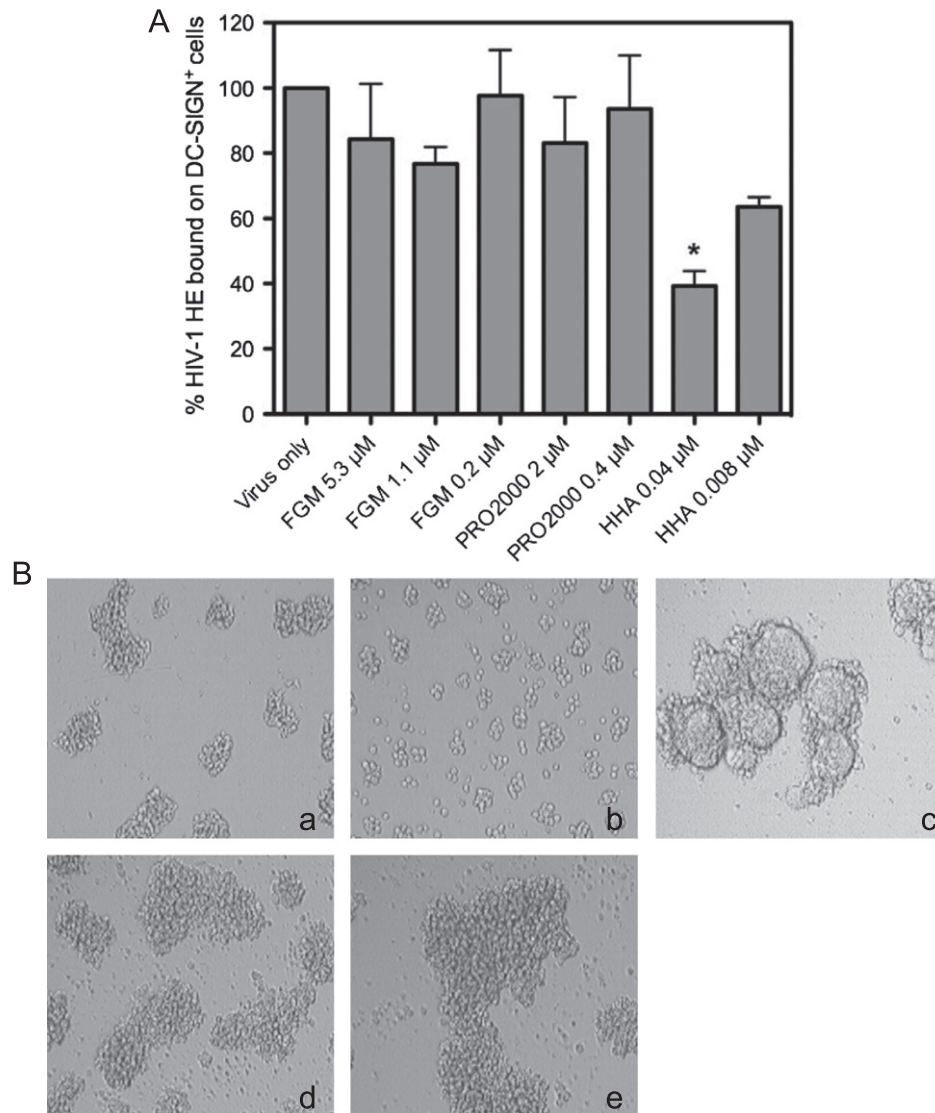 A
% HIV-1 HE bound on DC-SIGN+ cells
120
100
80
60
40
20
0
Virus only
FGM 5.3 µM
FGM 1.1 µM
FGM 0.2 µM
PRO2000 2 µM
PRO2000 0.4 µM
HHA 0.04 µM
HHA 0.008 µM
*
B
a
b
c
d
e